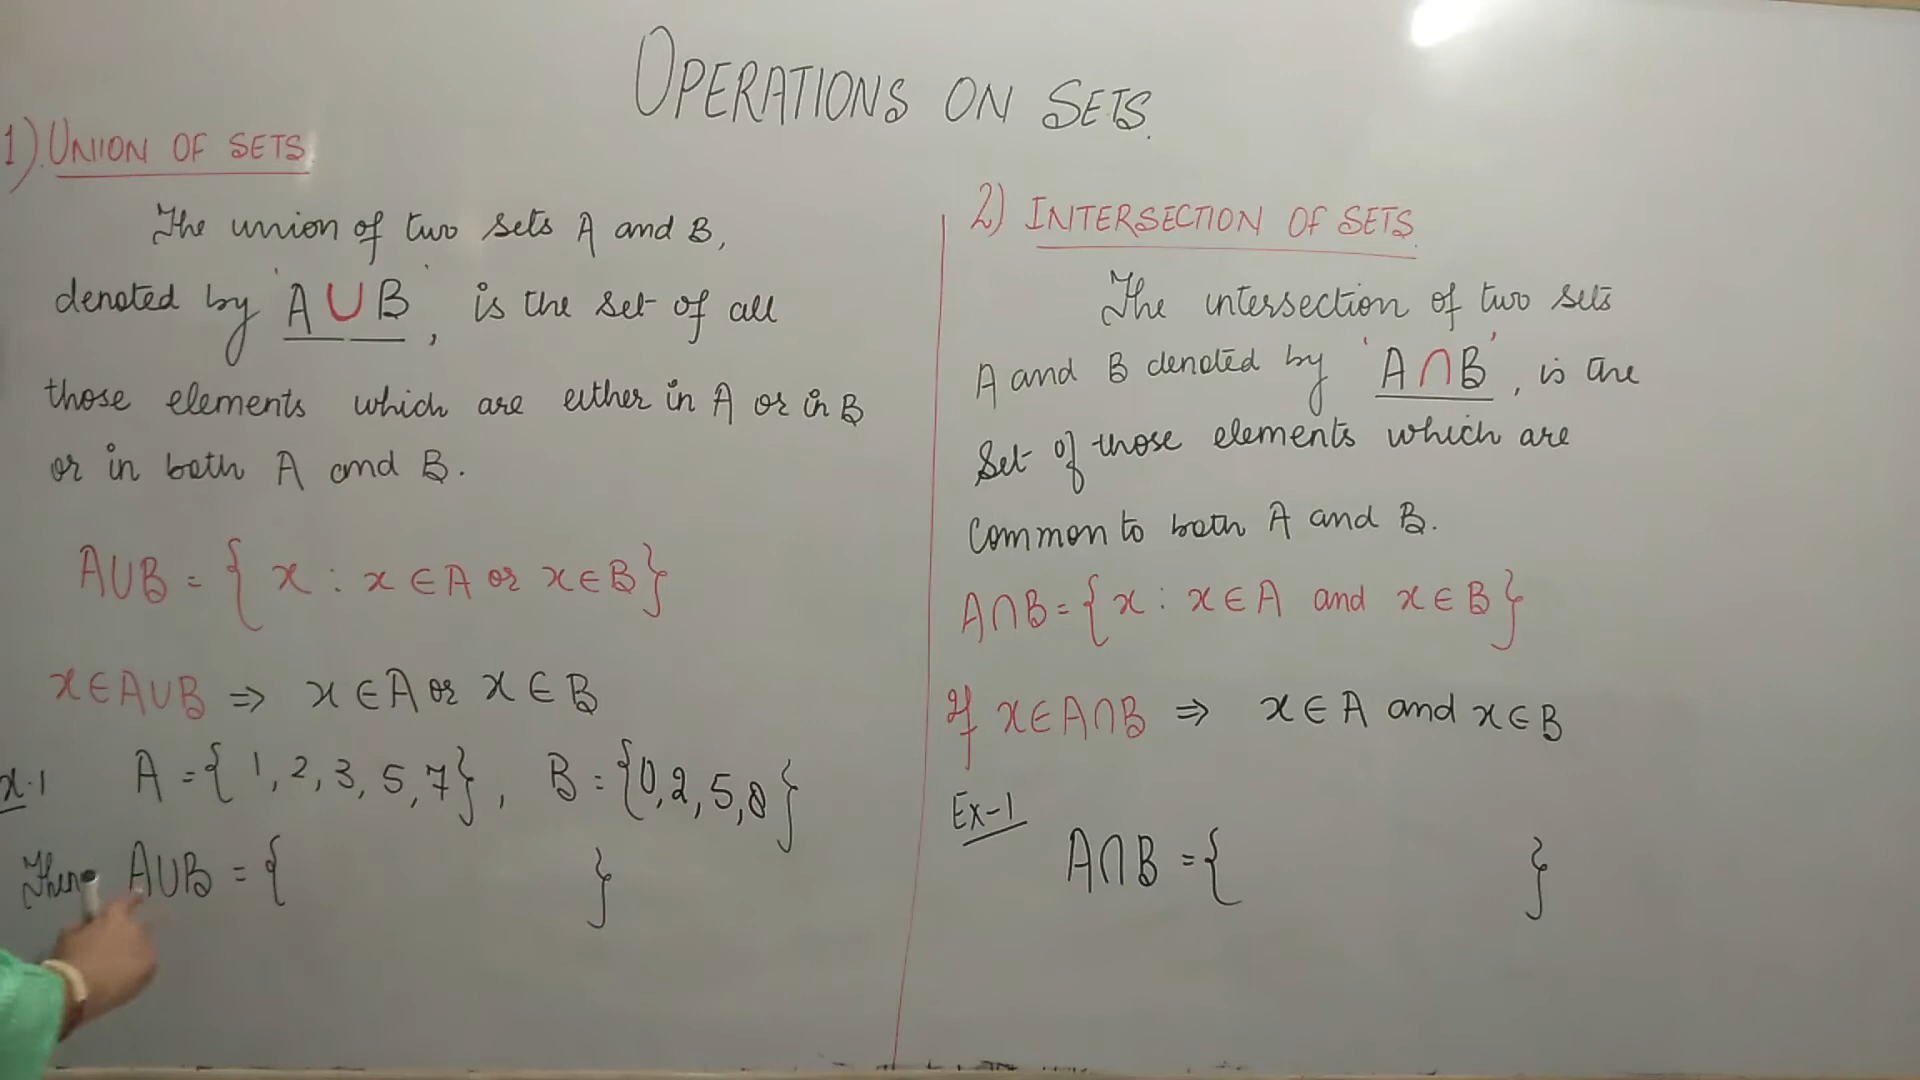 OPERATIONS ON SETS.
1). UNION OF SETS
The union of two sets A and B,
denoted by 'A∪B', is the set of all
those elements which are either in A or in B
or in both A and B.
A∪B = { x : x ∈ A or x ∈ B}
x ∈ A∪B ⇒ x ∈ A or x ∈ B
x.1 A = { 1, 2, 3, 5, 7}, B = {0, 2, 5, 8}
Then A∪B = { }
2) INTERSECTION OF SETS.
The intersection of two sets
A and B denoted by 'A∩B', is the
Set of those elements which are
Common to both A and B.
A∩B = {x : x ∈ A and x ∈ B}
If x ∈ A∩B ⇒ x ∈ A and x ∈ B
Ex-1
A∩B = { }